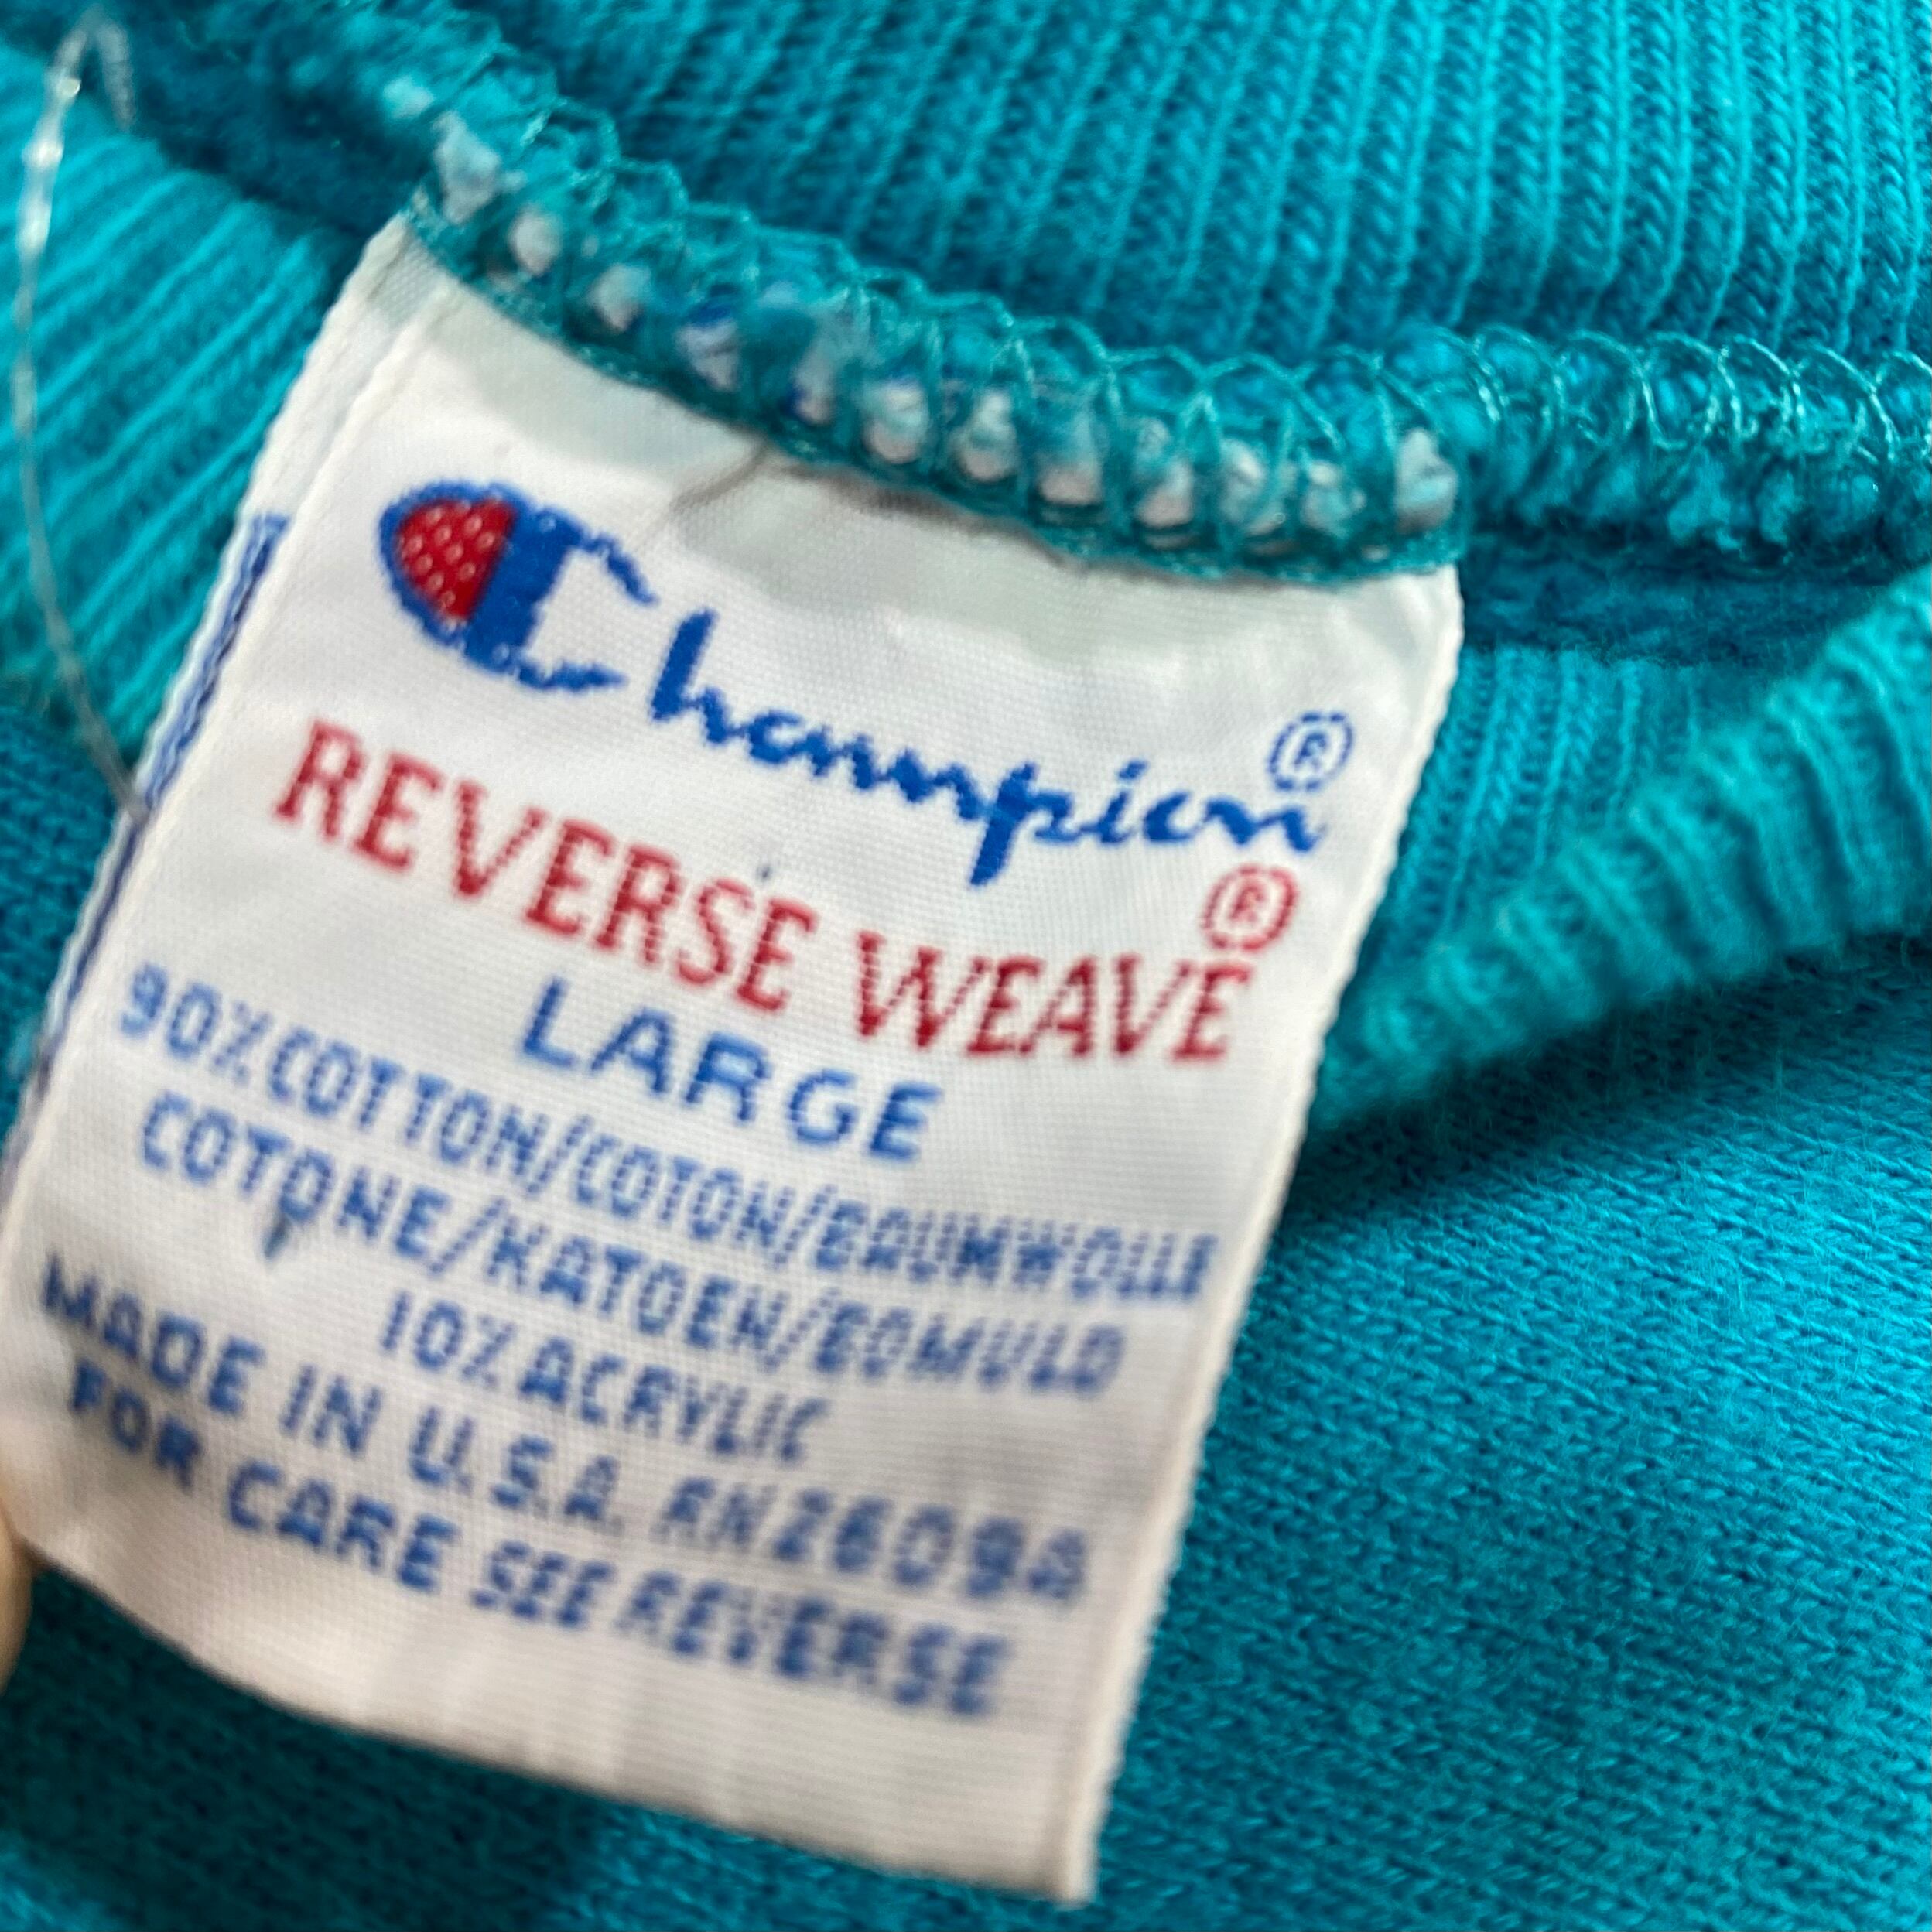 Champion®
REVERSE WEAVE®
LARGE
90% COTTON/COTON/BAUMWOLLE
COTONE/KATOEN/BOMULD
10% ACRYLIC
MADE IN U.S.A. RN26094
FOR CARE SEE REVERSE